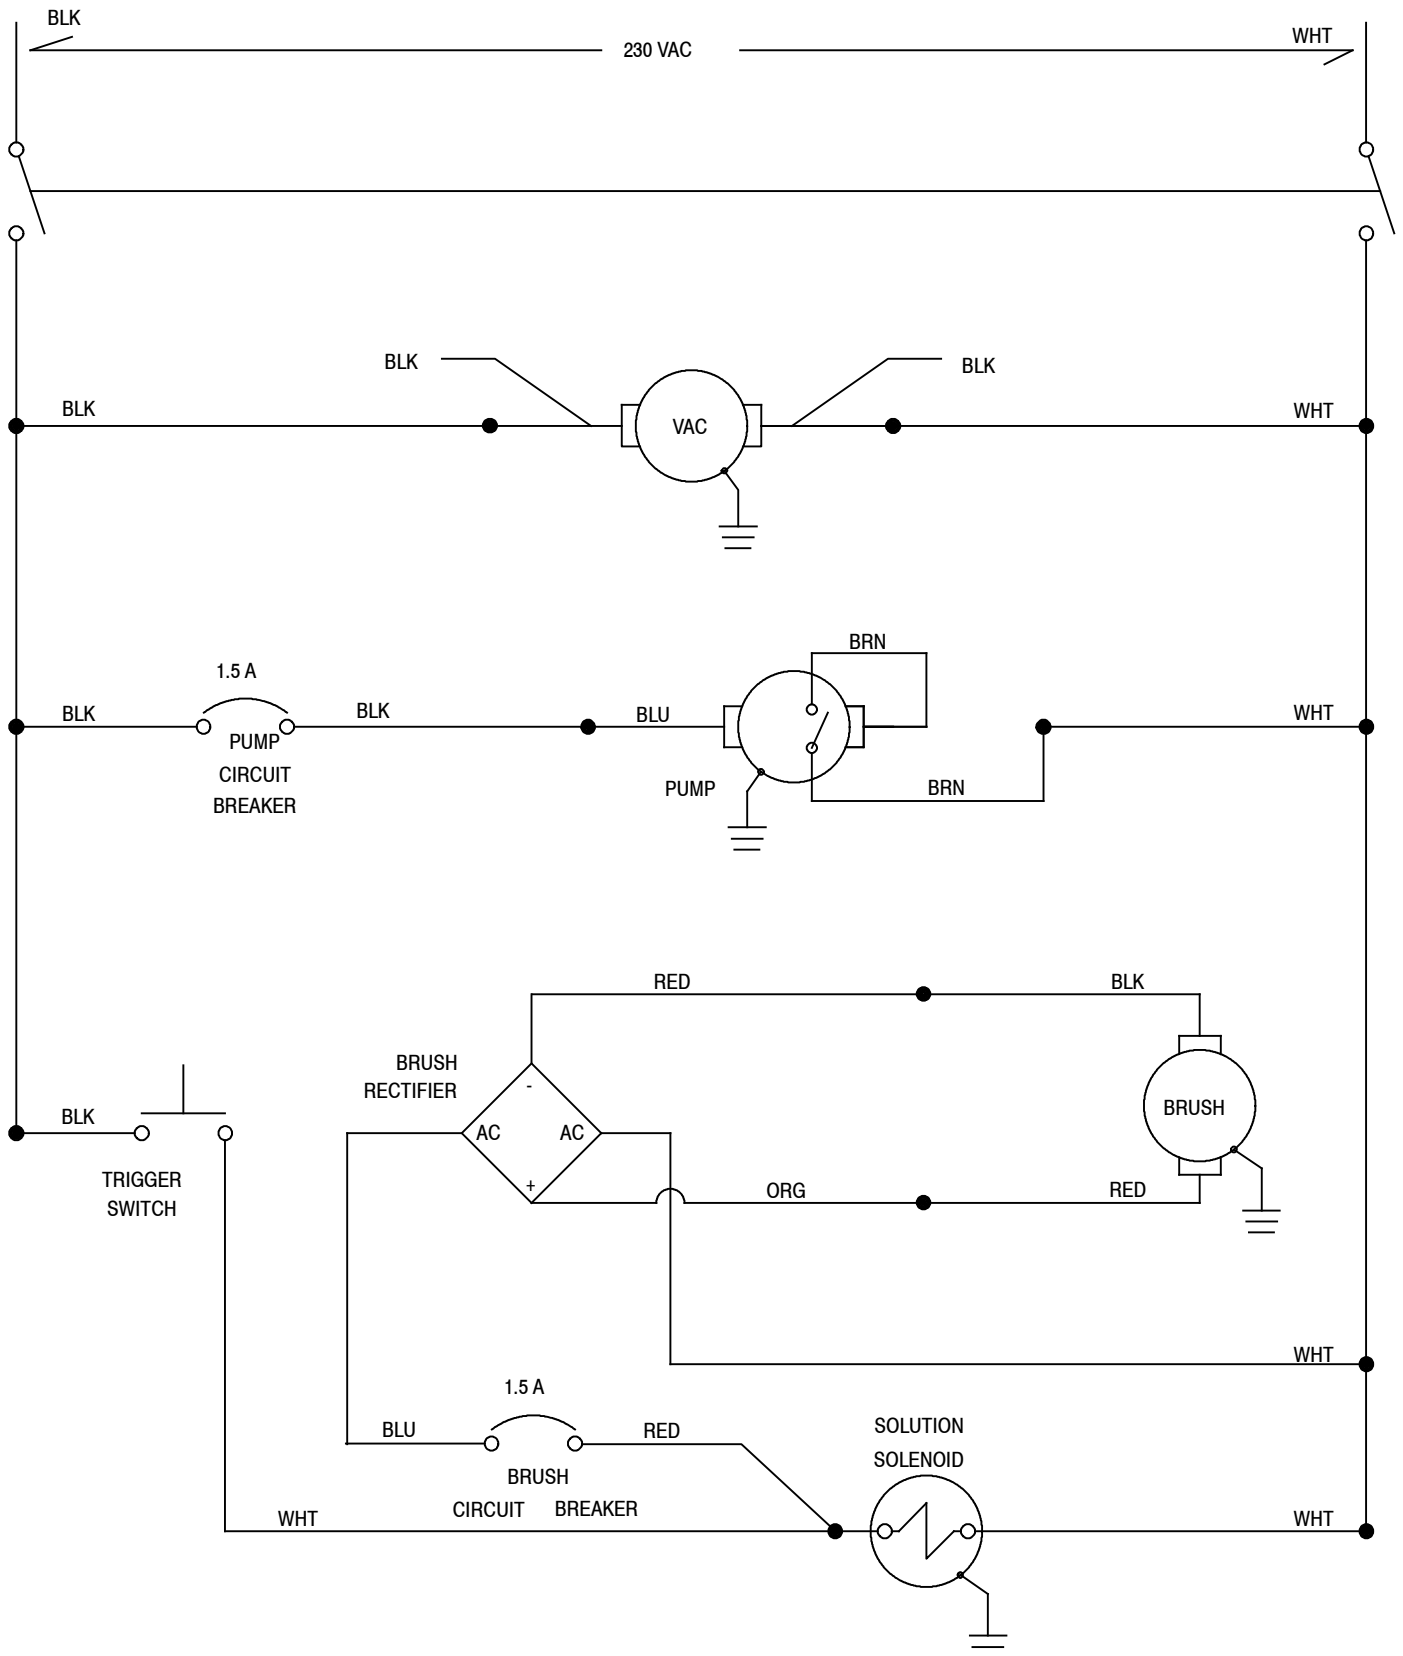 BLK
WHT
230 VAC
BLK
BLK
BLK
WHT
VAC
BRN
1.5 A
BLK
BLK
BLU
WHT
PUMP
CIRCUIT
BREAKER
PUMP
BRN
RED
BLK
BRUSH
RECTIFIER
-
BRUSH
BLK
AC
AC
TRIGGER
SWITCH
+
ORG
RED
WHT
1.5 A
BLU
RED
SOLUTION
SOLENOID
BRUSH
CIRCUIT BREAKER
WHT
WHT